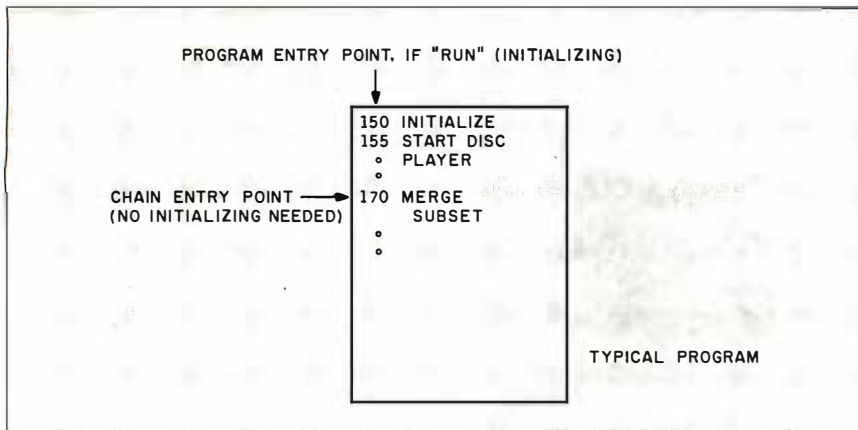 PROGRAM ENTRY POINT, IF "RUN" (INITIALIZING)
150 INITIALIZE
155 START DISC
PLAYER
CHAIN ENTRY POINT
(NO INITIALIZING NEEDED)
170 MERGE
SUBSET
TYPICAL PROGRAM